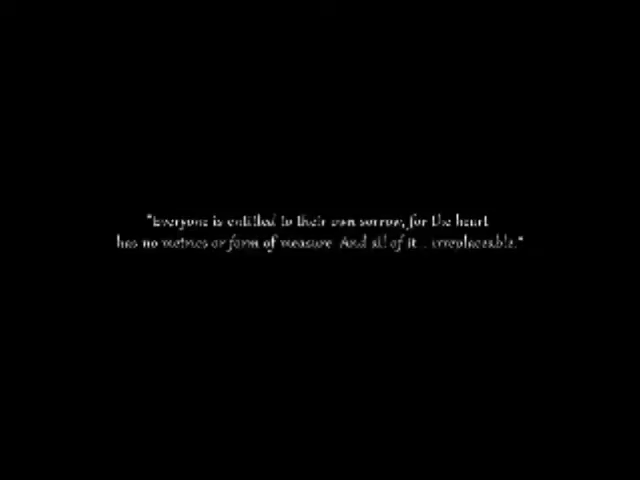 "Everyone is entitled to their own sorrow, for the heart
has no metrics or form of measure. And all of it... irreplaceable."